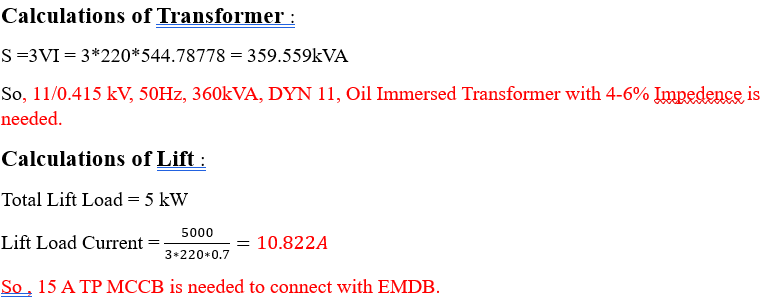 Calculations of Transformer :
S =3VI = 3*220*544.78778 = 359.559kVA
So, 11/0.415 kV, 50Hz, 360kVA, DYN 11, Oil Immersed Transformer with 4-6% Impedence is
needed.
Calculations of Lift :
Total Lift Load = 5 kW
Lift Load Current = 5000/3*220*0.7 = 10.822A
So , 15 A TP MCCB is needed to connect with EMDB.